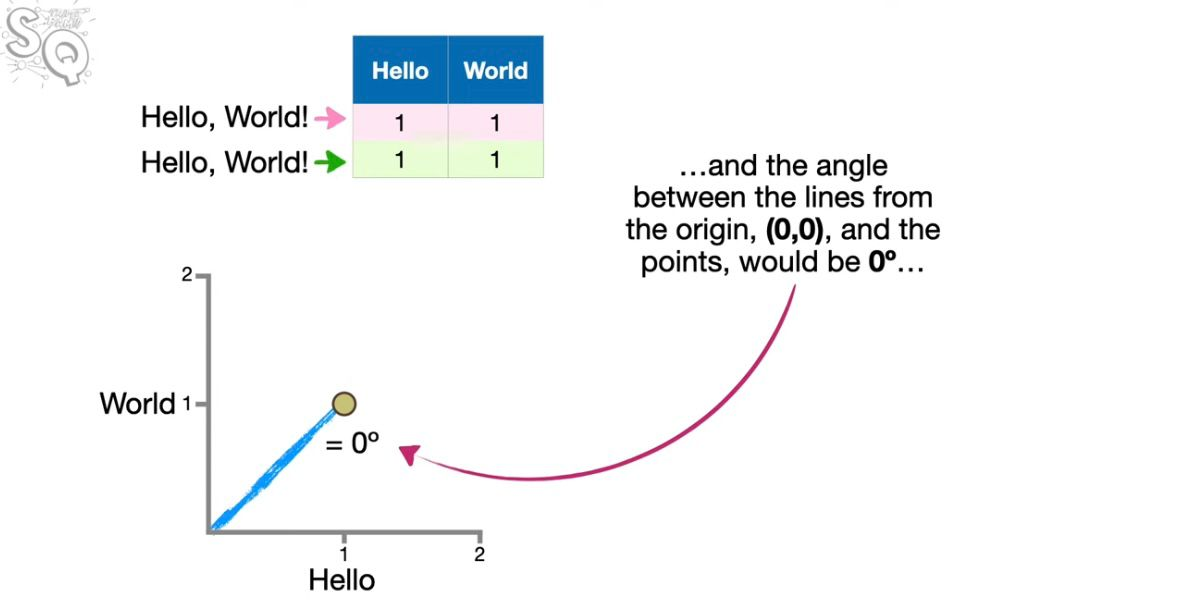 SQ
Hello World
Hello, World! 1 1
Hello, World! 1 1
…and the angle
between the lines from
the origin, (0,0), and the
points, would be 0º…
2
World 1
= 0º
1 2
Hello